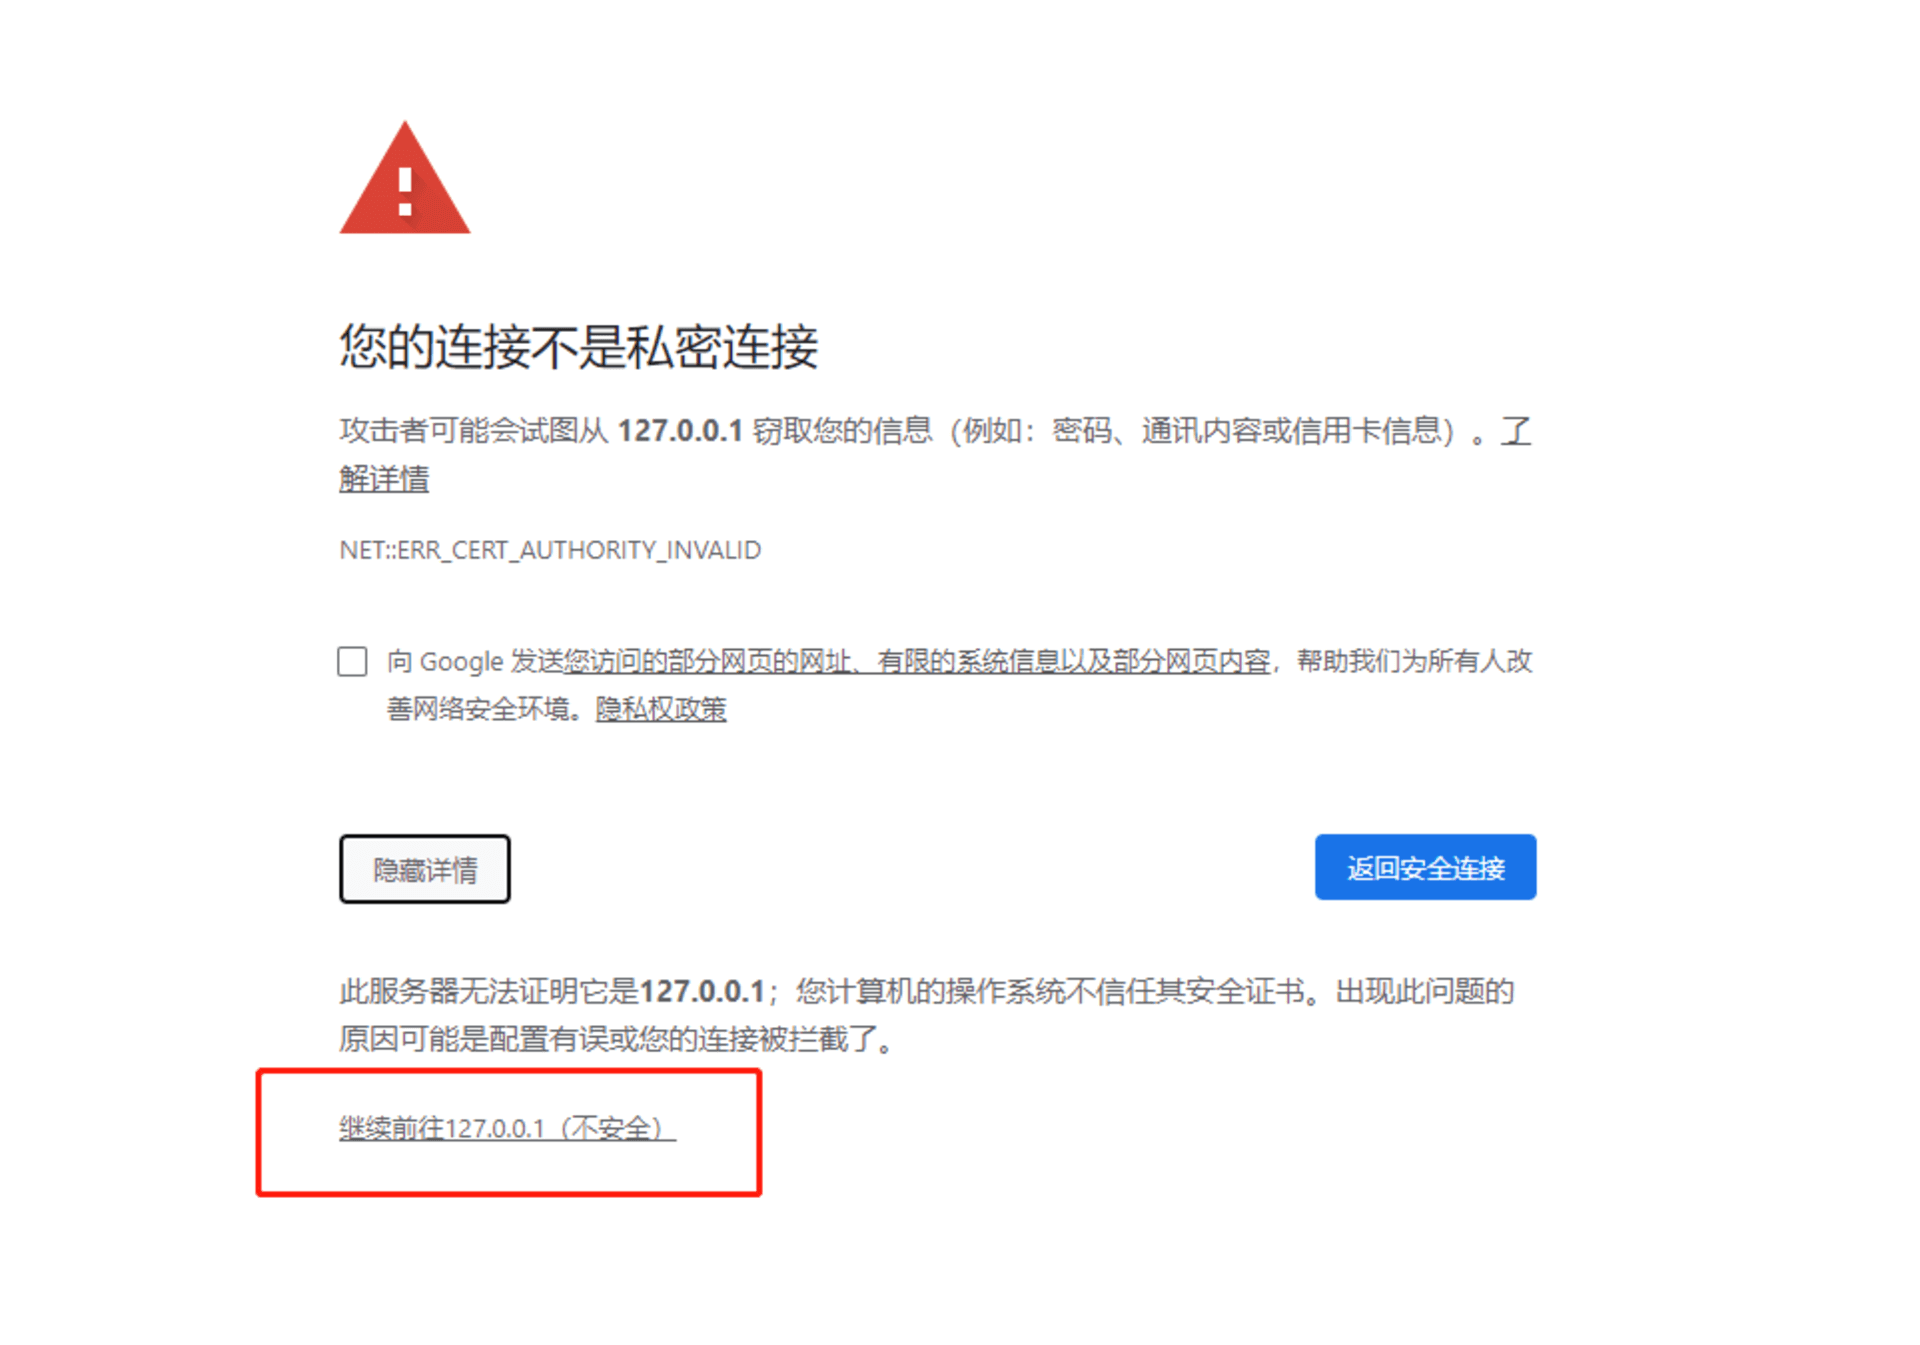 您的连接不是私密连接
攻击者可能会试图从 127.0.0.1 窃取您的信息（例如：密码、通讯内容或信用卡信息）。了
解详情
NET::ERR_CERT_AUTHORITY_INVALID
向 Google 发送您访问的部分网页的网址、有限的系统信息以及部分网页内容，帮助我们为所有人改
善网络安全环境。隐私权政策
隐藏详情
返回安全连接
此服务器无法证明它是127.0.0.1；您计算机的操作系统不信任其安全证书。出现此问题的
原因可能是配置有误或您的连接被拦截了。
继续前往127.0.0.1（不安全）